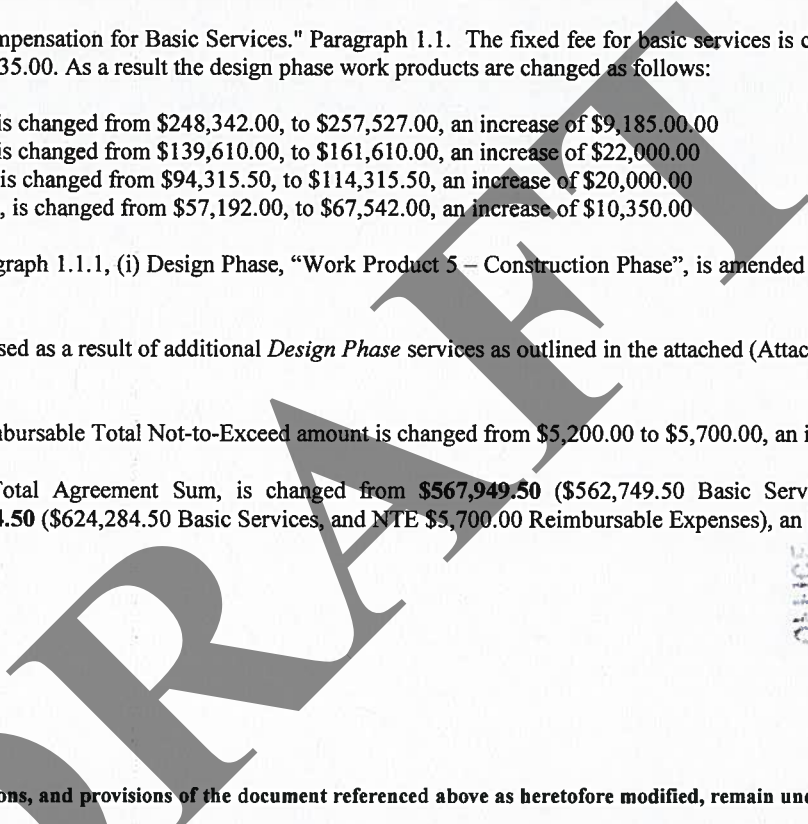 mpensation for Basic Services." Paragraph 1.1. The fixed fee for basic services is c
35.00. As a result the design phase work products are changed as follows:
is changed from $248,342.00, to $257,527.00, an increase of $9,185.00.00
is changed from $139,610.00, to $161,610.00, an increase of $22,000.00
is changed from $94,315.50, to $114,315.50, an increase of $20,000.00
, is changed from $57,192.00, to $67,542.00, an increase of $10,350.00
graph 1.1.1, (i) Design Phase, “Work Product 5 – Construction Phase”, is amended
sed as a result of additional Design Phase services as outlined in the attached (Attac
bursable Total Not-to-Exceed amount is changed from $5,200.00 to $5,700.00, an i
Total Agreement Sum, is changed from $567,949.50 ($562,749.50 Basic Serv
4.50 ($624,284.50 Basic Services, and NTE $5,700.00 Reimbursable Expenses), an
ons, and provisions of the document referenced above as heretofore modified, remain un
DRAFT